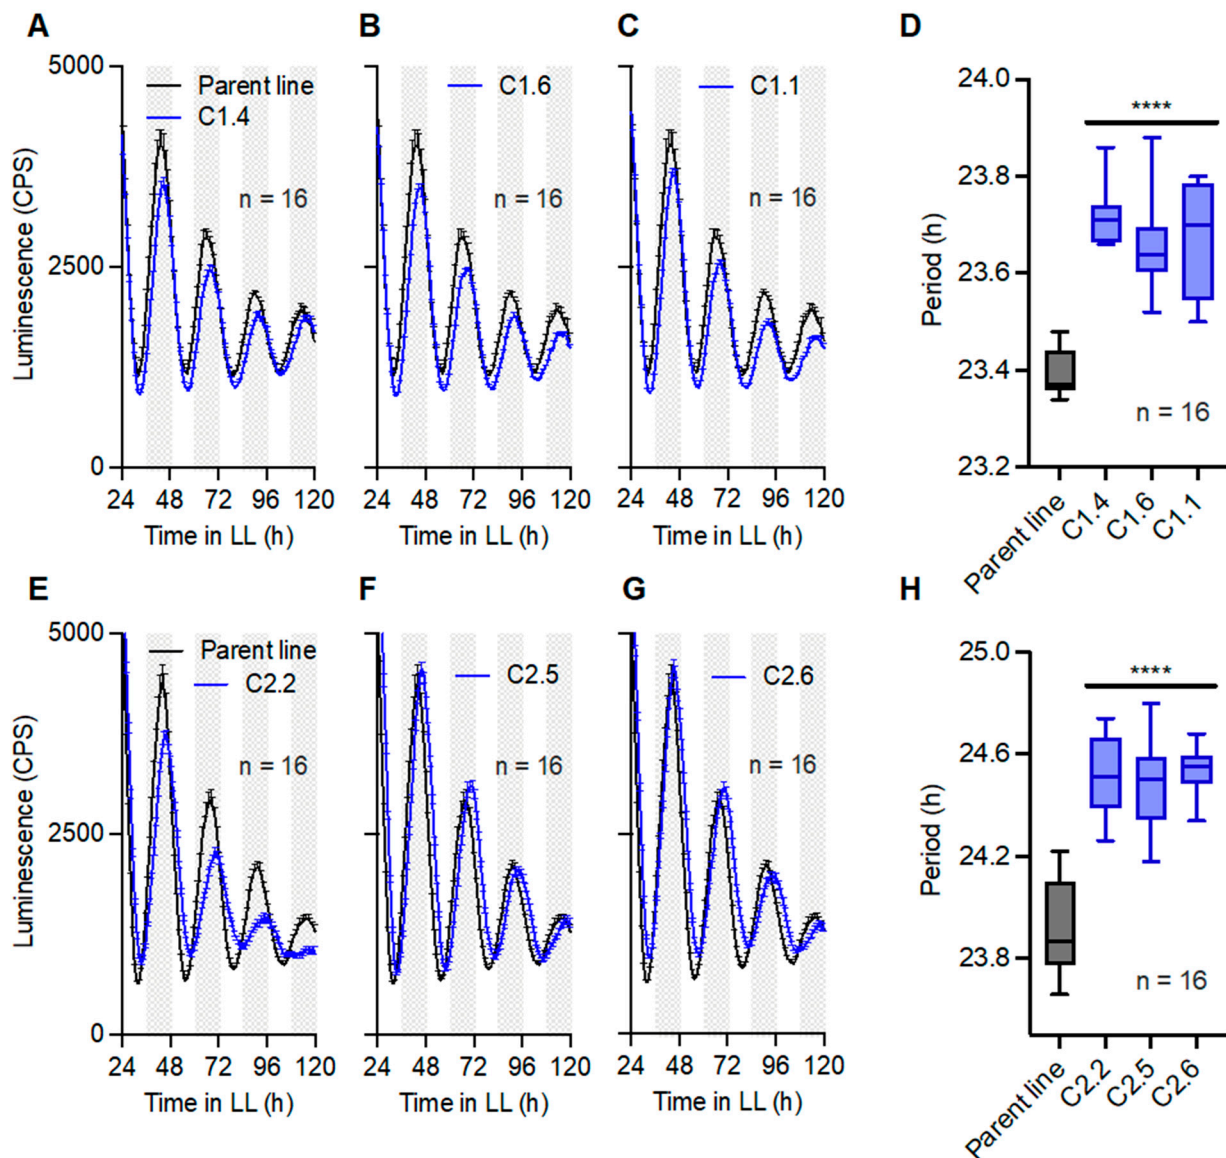 A
B
C
D
5000
2500
0
Luminescence (CPS)
Parent line
C1.4
n = 16
24 48 72 96 120
Time in LL (h)
C1.6
n = 16
24 48 72 96 120
Time in LL (h)
C1.1
n = 16
24 48 72 96 120
Time in LL (h)
24.0
23.8
23.6
23.4
23.2
Period (h)
****
n = 16
Parent line
C1.4
C1.6
C1.1
E
F
G
H
5000
2500
0
Luminescence (CPS)
Parent line
C2.2
n = 16
24 48 72 96 120
Time in LL (h)
C2.5
n = 16
24 48 72 96 120
Time in LL (h)
C2.6
n = 16
24 48 72 96 120
Time in LL (h)
25.0
24.6
24.2
23.8
Period (h)
****
n = 16
Parent line
C2.2
C2.5
C2.6